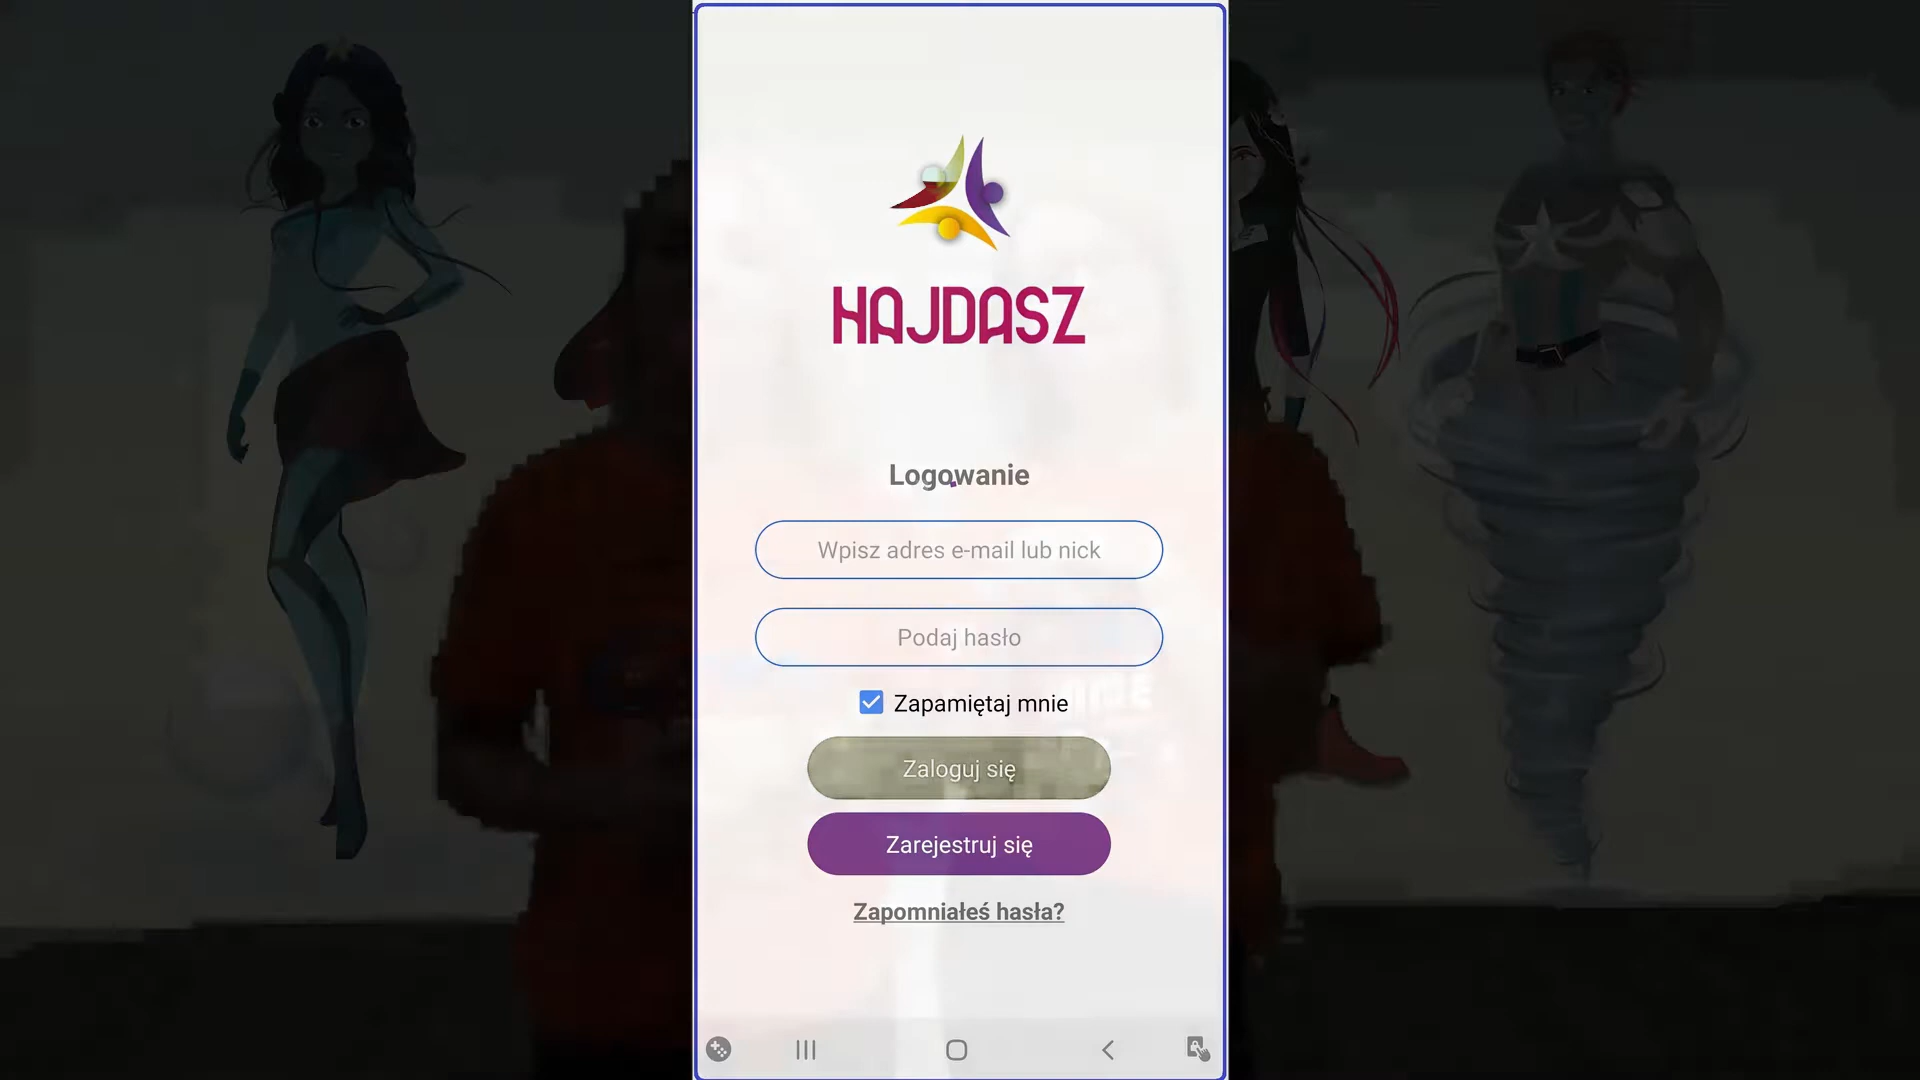 HAJDASZ
Logowanie
Wpisz adres e-mail lub nick
Podaj hasło
Zapamiętaj mnie
Zaloguj się
Zarejestruj się
Zapomniałeś hasła?